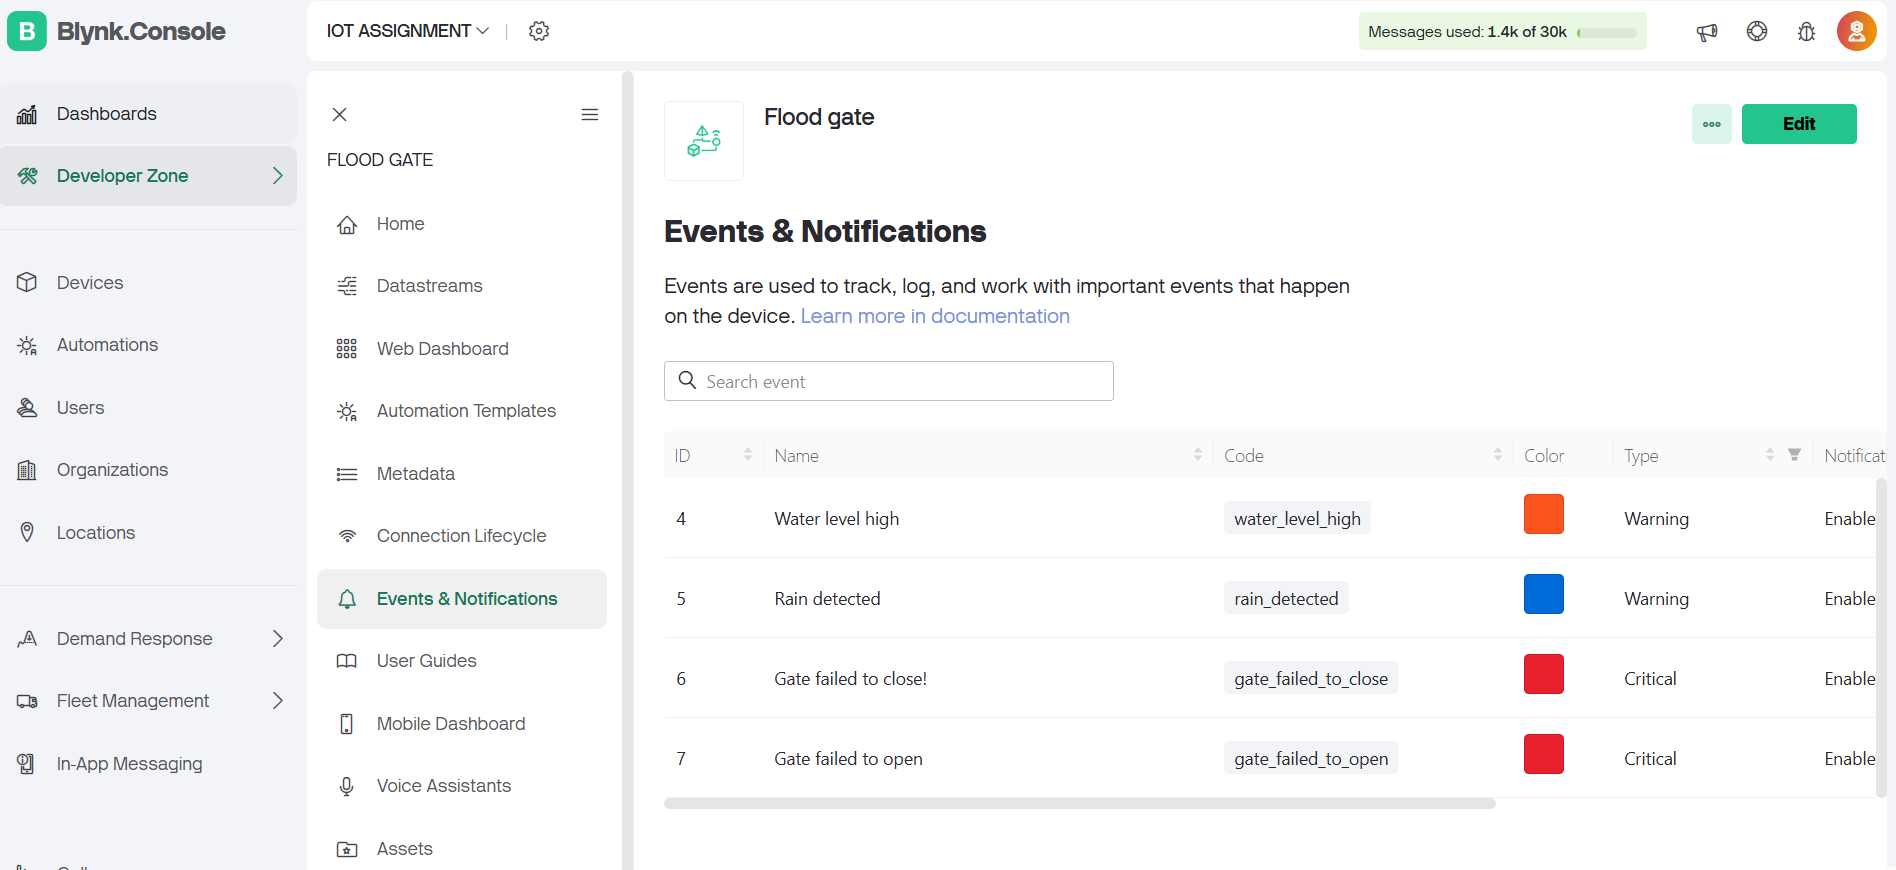 B Blynk.Console
IOT ASSIGNMENT
Messages used: 1.4k of 30k
Dashboards
Developer Zone
Devices
Automations
Users
Organizations
Locations
Demand Response
Fleet Management
In-App Messaging
FLOOD GATE
Home
Datastreams
Web Dashboard
Automation Templates
Metadata
Connection Lifecycle
Events & Notifications
User Guides
Mobile Dashboard
Voice Assistants
Assets
Flood gate
Edit
Events & Notifications
Events are used to track, log, and work with important events that happen
on the device. Learn more in documentation
Search event
ID Name Code Color Type Notificat
4 Water level high water_level_high Warning Enable
5 Rain detected rain_detected Warning Enable
6 Gate failed to close! gate_failed_to_close Critical Enable
7 Gate failed to open gate_failed_to_open Critical Enable